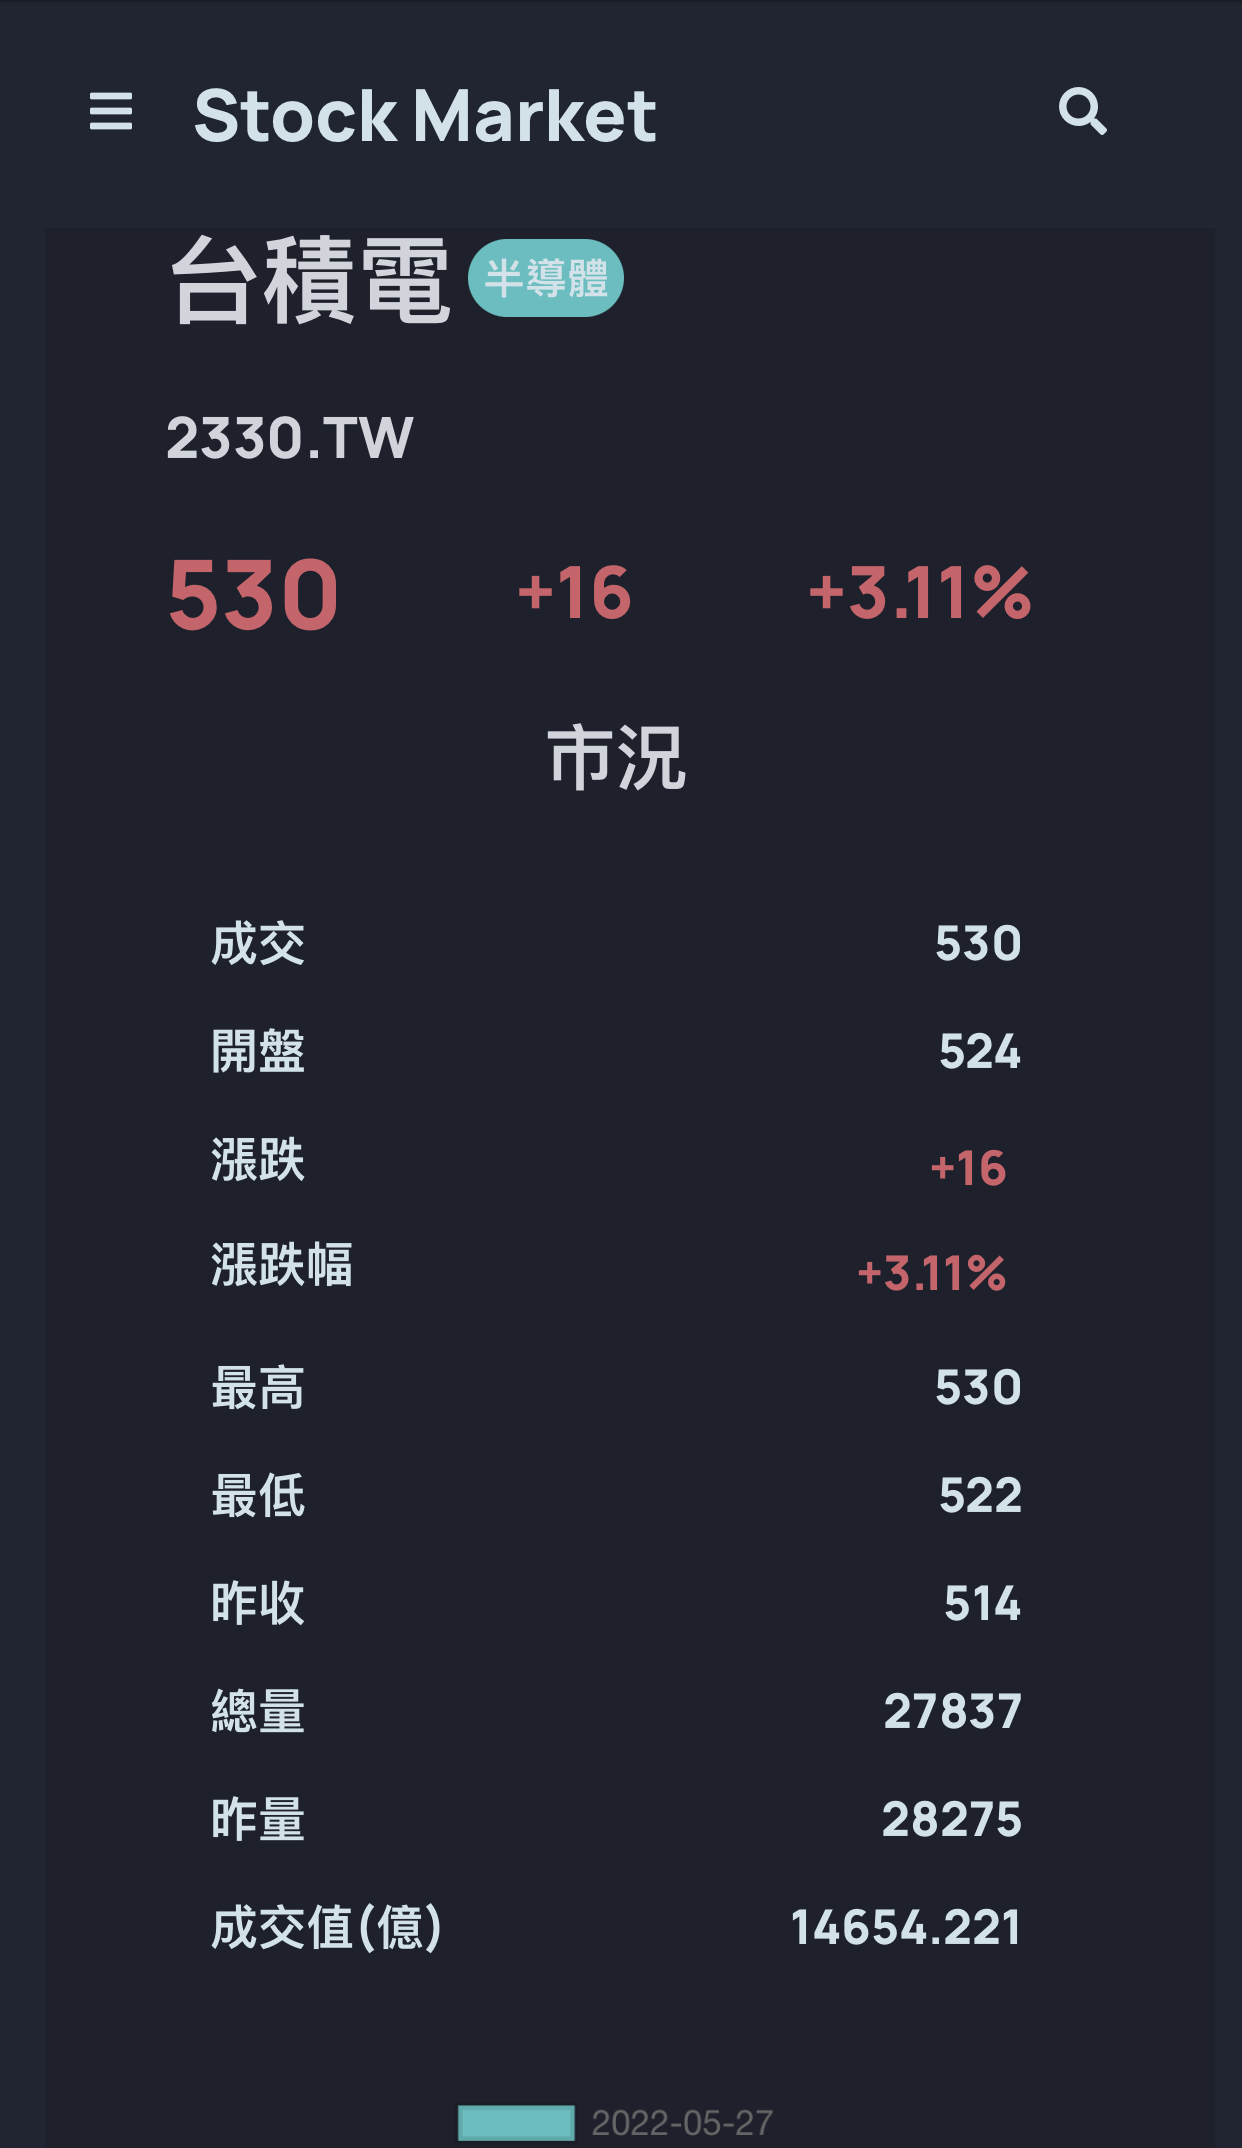 Stock Market
台積電 半導體
2330.TW
530 +16 +3.11%
市況
成交 530
開盤 524
漲跌 +16
漲跌幅 +3.11%
最高 530
最低 522
昨收 514
總量 27837
昨量 28275
成交值(億) 14654.221
2022-05-27